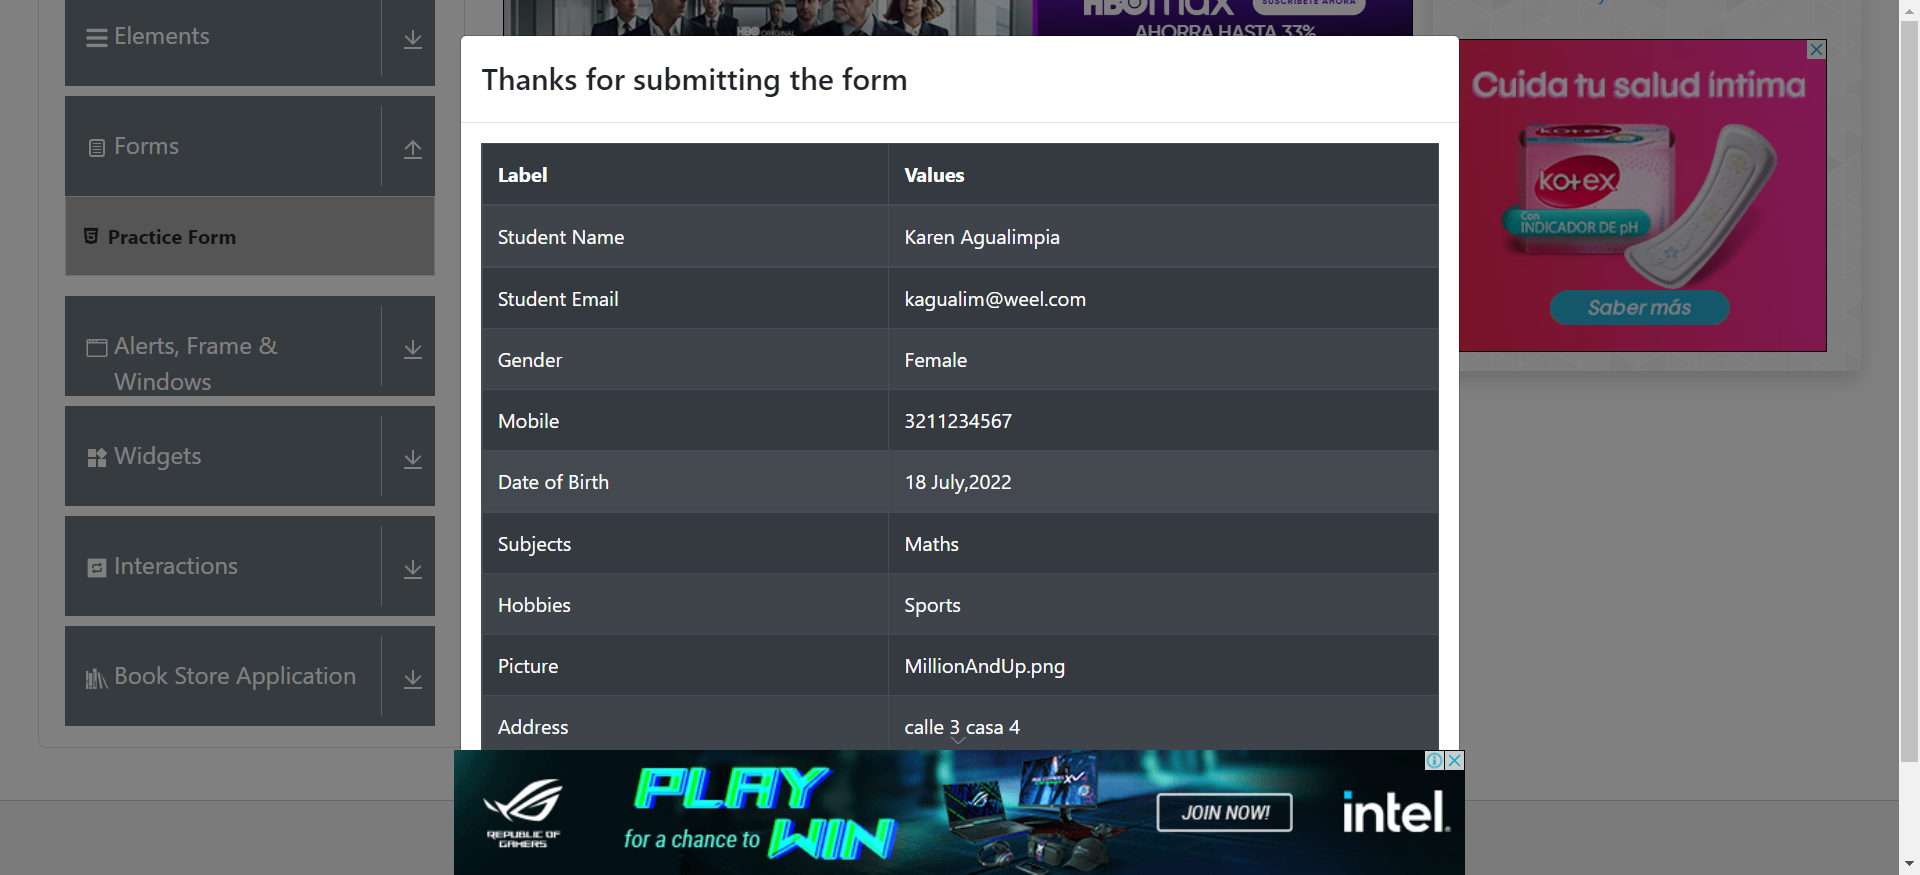 Elements
Forms
Practice Form
Alerts, Frame &
Windows
Widgets
Interactions
Book Store Application
HBO ORIGINAL
HBOmax
SUSCRÍBETE AHORA
AHORRA HASTA 33%
Thanks for submitting the form
Label Values
Student Name Karen Agualimpia
Student Email kagualim@weel.com
Gender Female
Mobile 3211234567
Date of Birth 18 July,2022
Subjects Maths
Hobbies Sports
Picture MillionAndUp.png
Address calle 3 casa 4
Cuida tu salud íntima
kotex
kotex
Con
INDICADOR DE pH
Saber más
REPUBLIC OF
GAMERS
PLAY
for a chance to WIN
JOIN NOW!
intel.